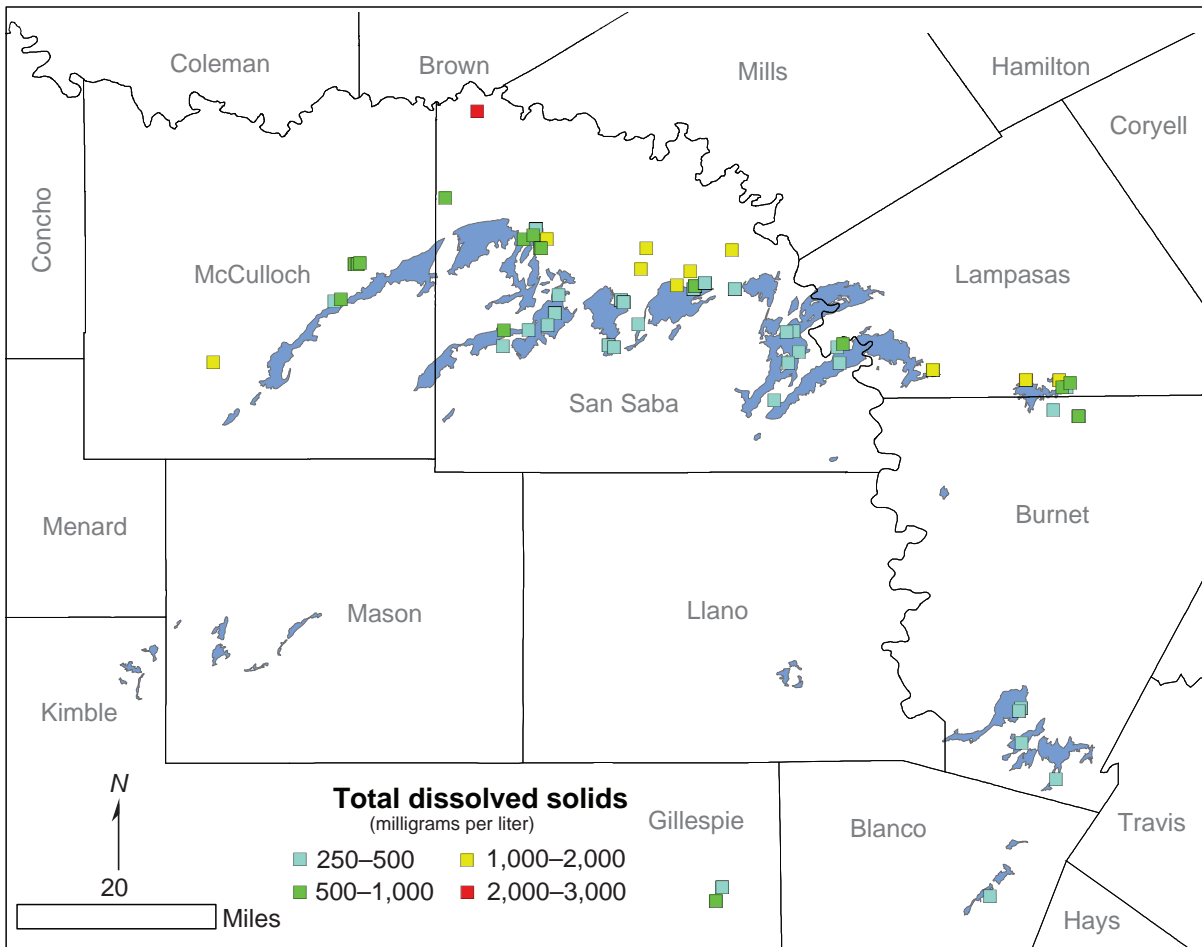 Coleman
Brown
Mills
Hamilton
Coryell
Concho
McCulloch
Lampasas
San Saba
Menard
Burnet
Mason
Llano
Kimble
N
Total dissolved solids
(milligrams per liter)
250–500
1,000–2,000
500–1,000
2,000–3,000
Gillespie
Blanco
Travis
20
Miles
Hays